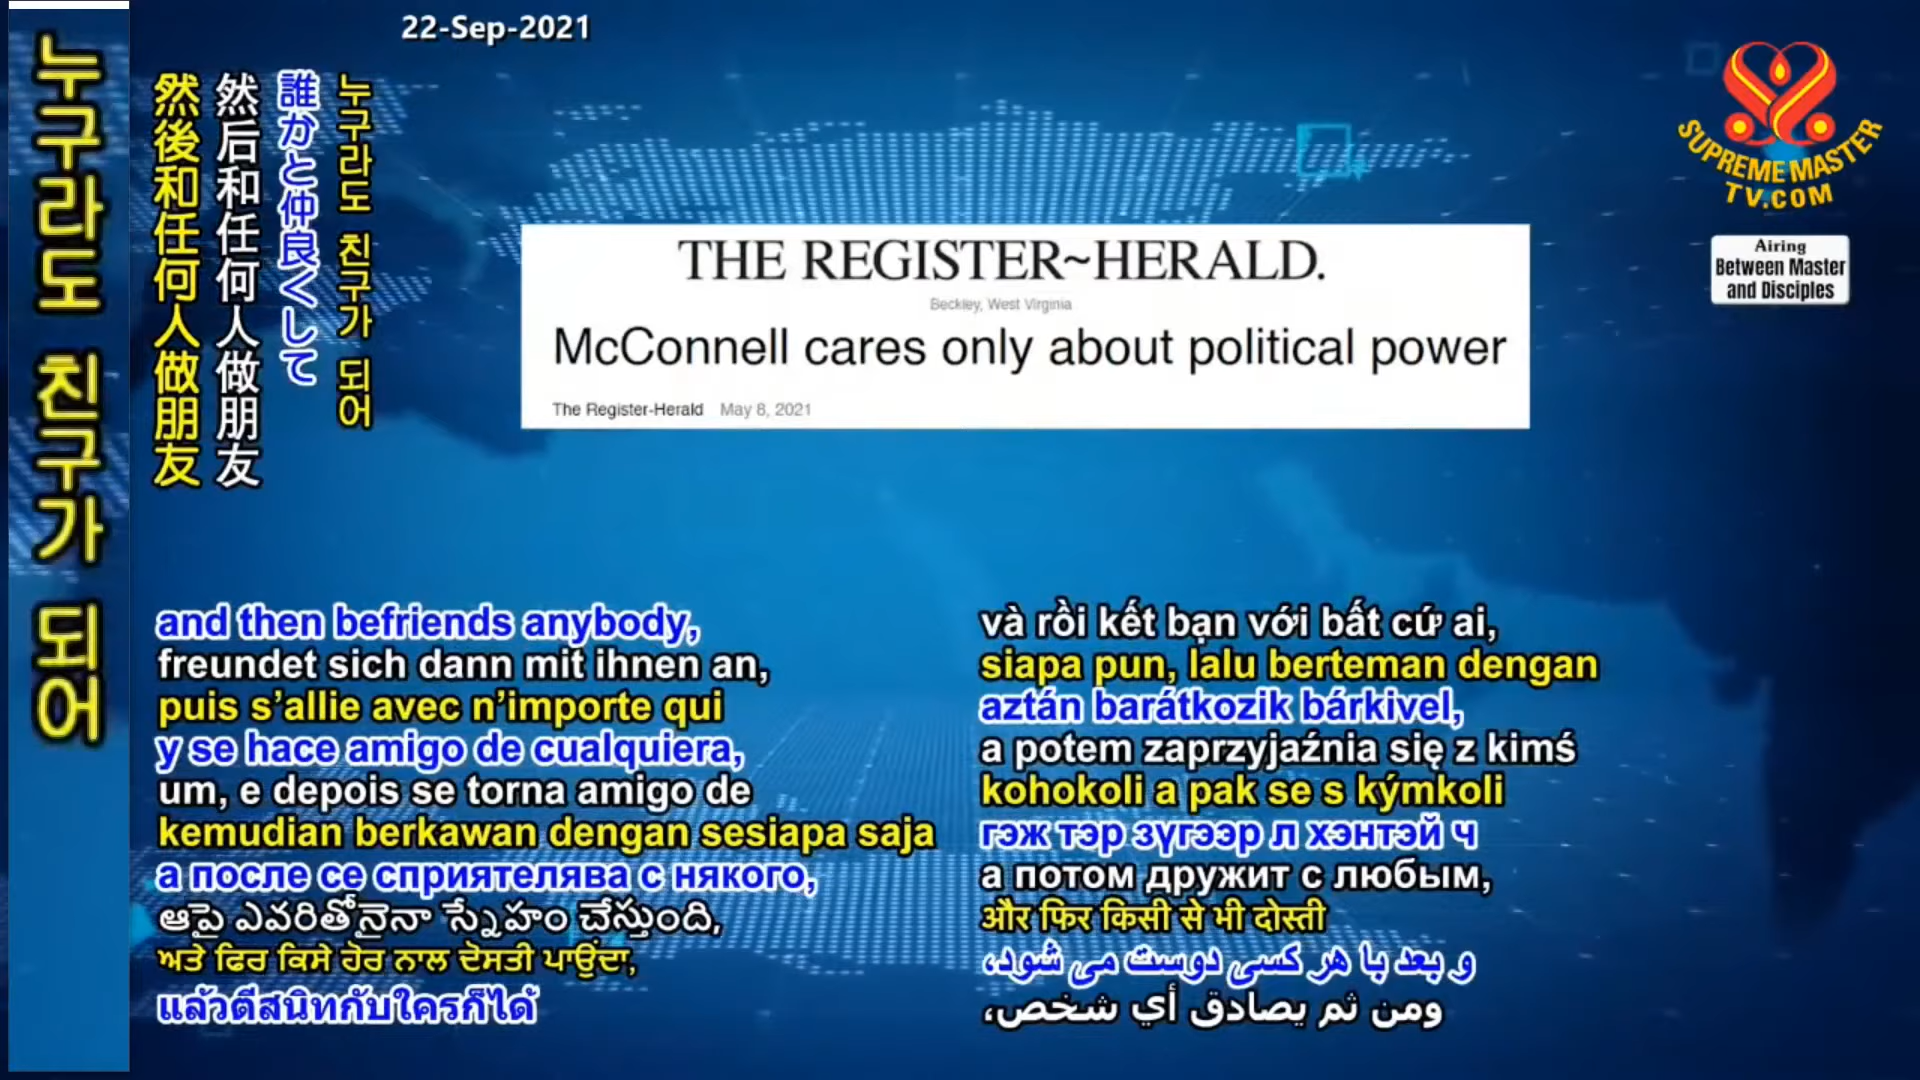 22-Sep-2021
누구라도 친구가 되어
然後和任何人做朋友
然后和任何人做朋友
誰かと仲良くして
누구라도 친구가 되어
SUPREME MASTER
TV.COM
Airing
Between Master
and Disciples
THE REGISTER~HERALD.
Beckley, West Virginia
McConnell cares only about political power
The Register-Herald May 8, 2021
and then befriends anybody,
freundet sich dann mit ihnen an,
puis s’allie avec n’importe qui
y se hace amigo de cualquiera,
um, e depois se torna amigo de
kemudian berkawan dengan sesiapa saja
а после се сприятелява с някого,
ఆపై ఎవరితోనైనా స్నేహం చేస్తుంది,
ਅਤੇ ਫਿਰ ਕਿਸੇ ਹੋਰ ਨਾਲ ਦੋਸਤੀ ਪਾਉਂਦਾ,
แล้วตีสนิทกับใครก็ได้
và rồi kết bạn với bất cứ ai,
siapa pun, lalu berteman dengan
aztán barátkozik bárkivel,
a potem zaprzyjaźnia się z kimś
kohokoli a pak se s kýmkoli
гэж тэр зүгээр л хэнтэй ч
а потом дружит с любым,
और फिर किसी से भी दोस्ती
و بعد با هر کسی دوست می شود،
ومن ثم يصادق أي شخص،